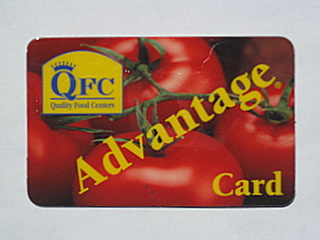 QFC
Quality Food Centers
Advantage®
Card